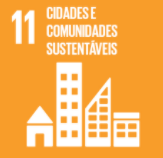 11 CIDADES E
COMUNIDADES
SUSTENTÁVEIS